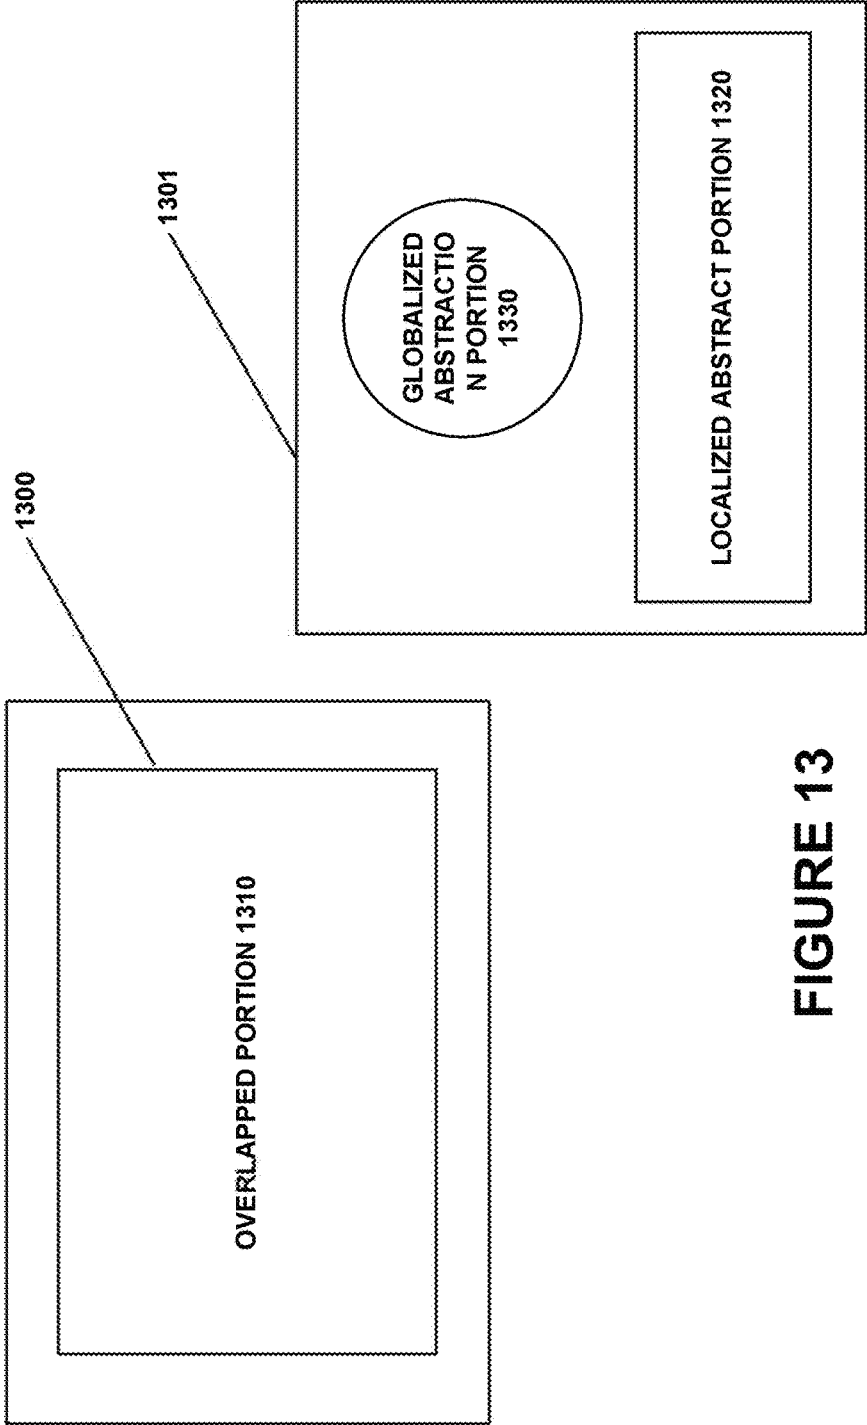 1300
1301
OVERLAPPED PORTION 1310
GLOBALIZED
ABSTRACTIO
N PORTION
1330
LOCALIZED ABSTRACT PORTION 1320
FIGURE 13